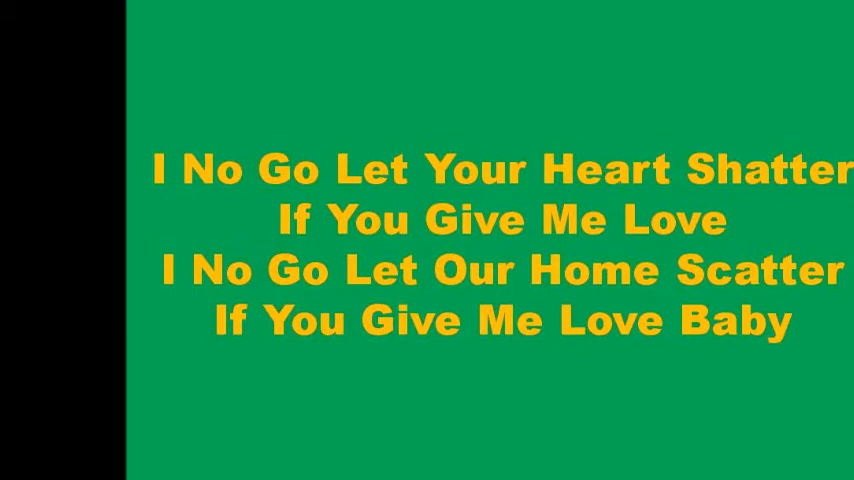 I No Go Let Your Heart Shatter
If You Give Me Love
I No Go Let Our Home Scatter
If You Give Me Love Baby